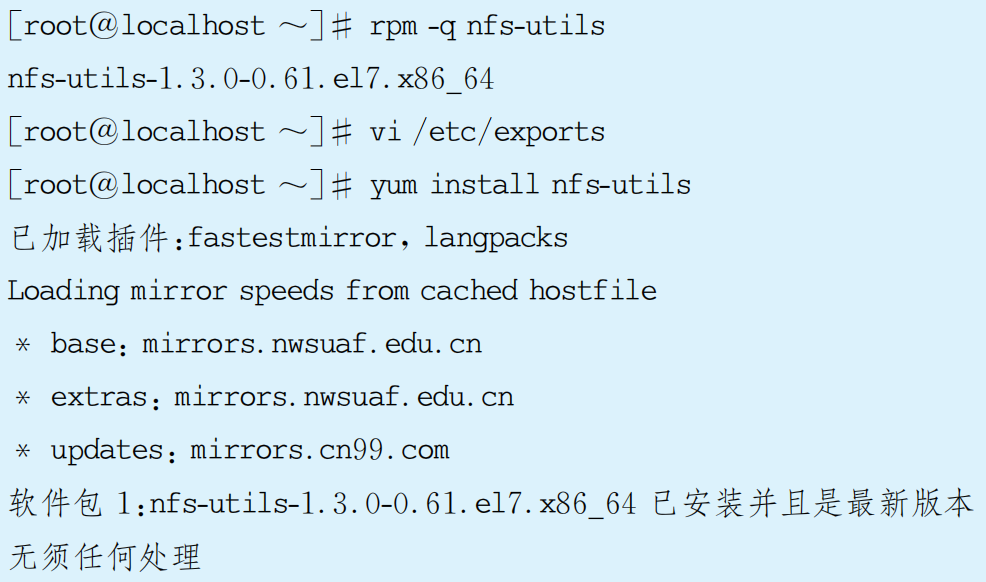 [root@localhost ～]# rpm -q nfs-utils
nfs-utils-1.3.0-0.61.el7.x86_64
[root@localhost ～]# vi /etc/exports
[root@localhost ～]# yum install nfs-utils
已加载插件:fastestmirror, langpacks
Loading mirror speeds from cached hostfile
* base: mirrors.nwsuaf.edu.cn
* extras: mirrors.nwsuaf.edu.cn
* updates: mirrors.cn99.com
软件包 1:nfs-utils-1.3.0-0.61.el7.x86_64 已安装并且是最新版本
无须任何处理